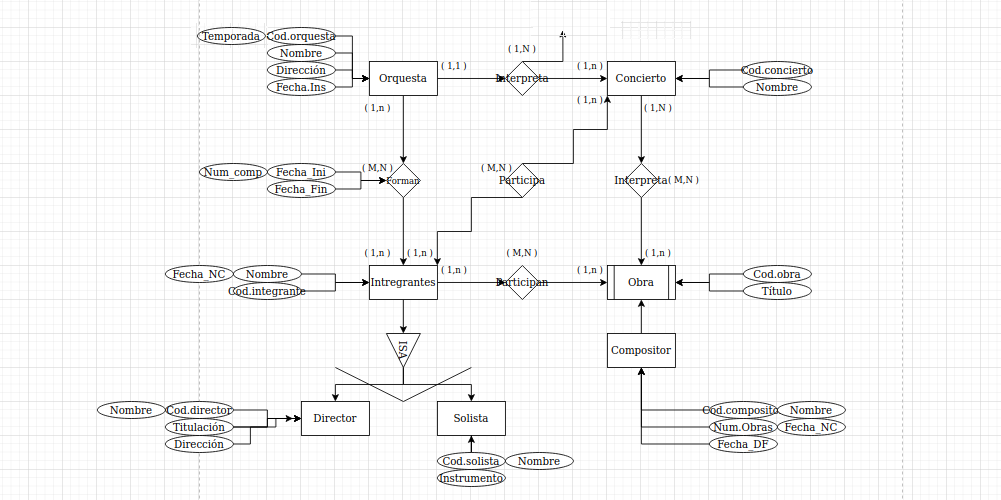 Temporada
Cod.orquesta
Nombre
Dirección
Fecha.Ins
Orquesta
( 1,1 )
( 1,N )
Interpreta
( 1,n )
Concierto
Cod.concierto
Nombre
( 1,n )
( 1,n )
( 1,N )
Num_comp
Fecha_Ini
Fecha_Fin
( M,N )
Forman
( M,N )
Participa
Interpreta
( M,N )
( 1,n )
( 1,n )
( M,N )
( 1,n )
Fecha_NC
Nombre
Cod.integrante
Intregrantes
( 1,n )
Participan
( 1,n )
Obra
Cod.obra
Título
ISA
Compositor
Nombre
Cod.director
Titulación
Dirección
Director
Solista
Cod.composito
Nombre
Num.Obras
Fecha_NC
Fecha_DF
Cod.solista
Nombre
Instrumento